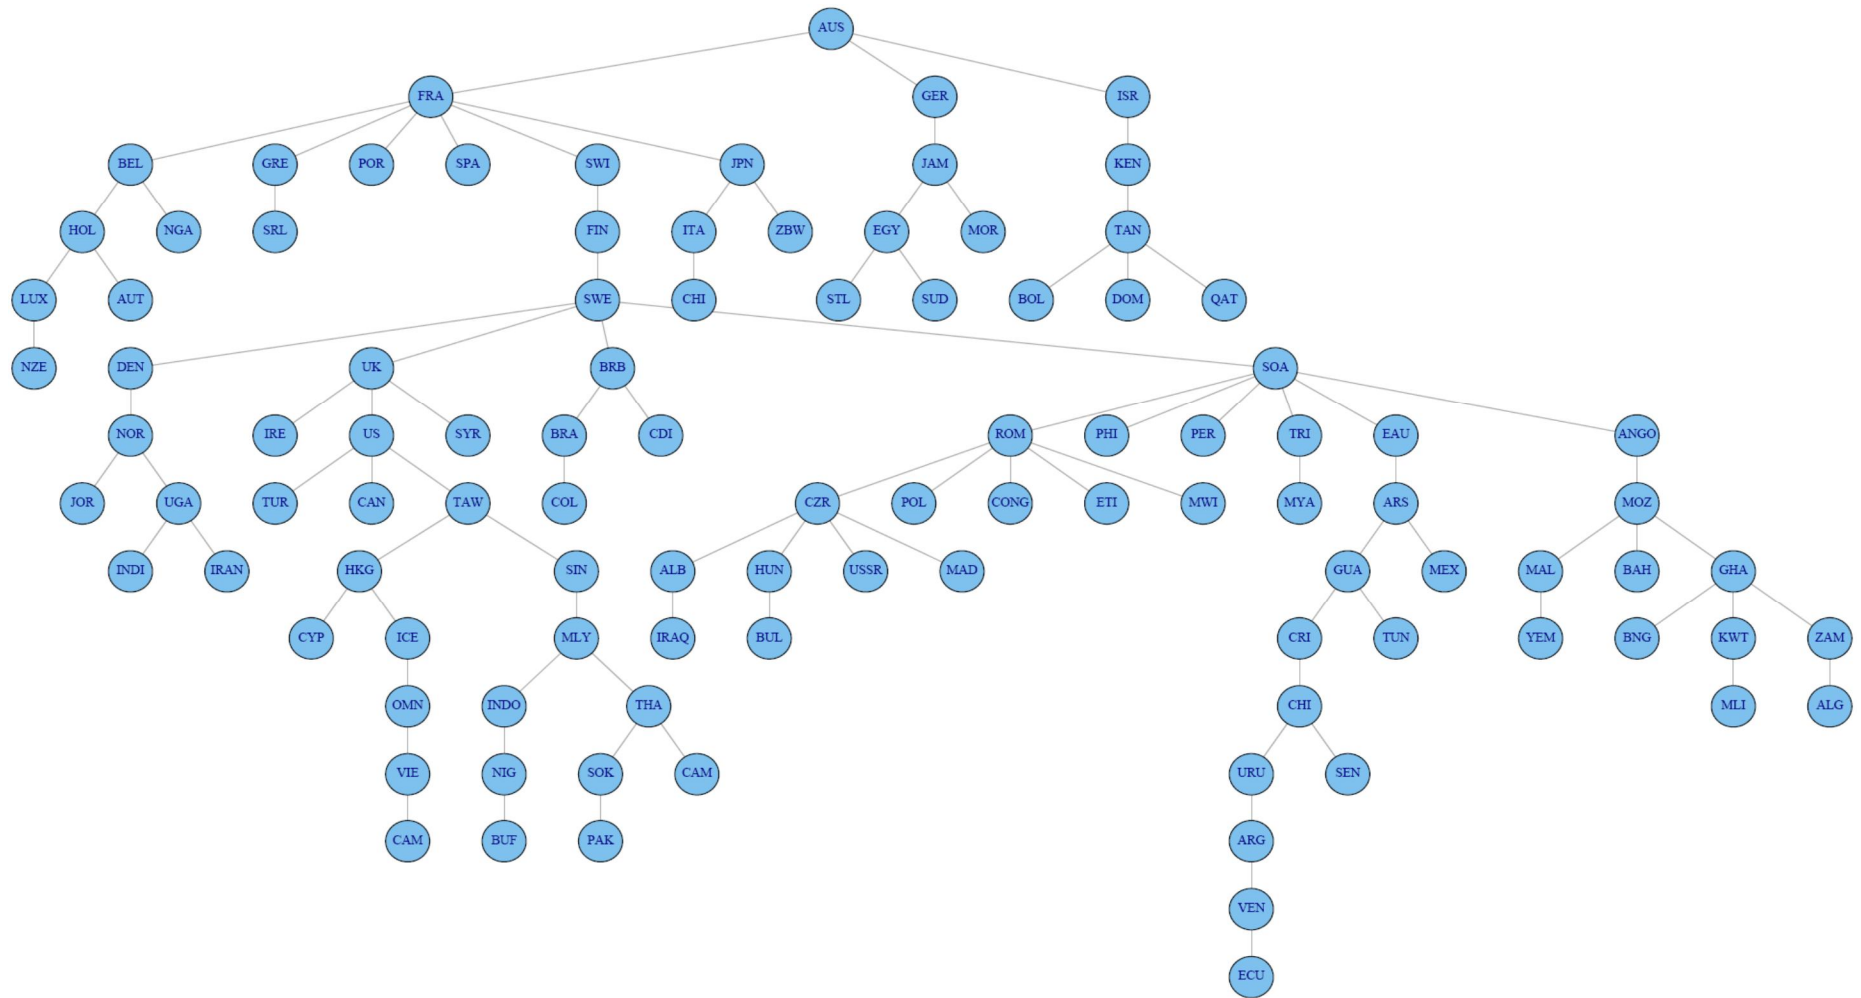 AUS
FRA GER ISR
BEL GRE POR SPA SWI JPN JAM KEN
HOL NGA SRL FIN ITA ZBW EGY MOR TAN
LUX AUT SWE CHI STL SUD BOL DOM QAT
NZE DEN UK BRB SOA
NOR IRE US SYR BRA CDI ROM PHI PER TRI EAU ANGO
JOR UGA TUR CAN TAW COL CZR POL CONG ETI MWI MYA ARS MOZ
INDI IRAN HKG SIN ALB HUN USSR MAD GUA MEX MAL BAH GHA
CYP ICE MLY IRAQ BUL CRI TUN YEM BNG KWT ZAM
OMN INDO THA CHI MLI ALG
VIE NIG SOK CAM URU SEN
CAM BUF PAK ARG
VEN
ECU